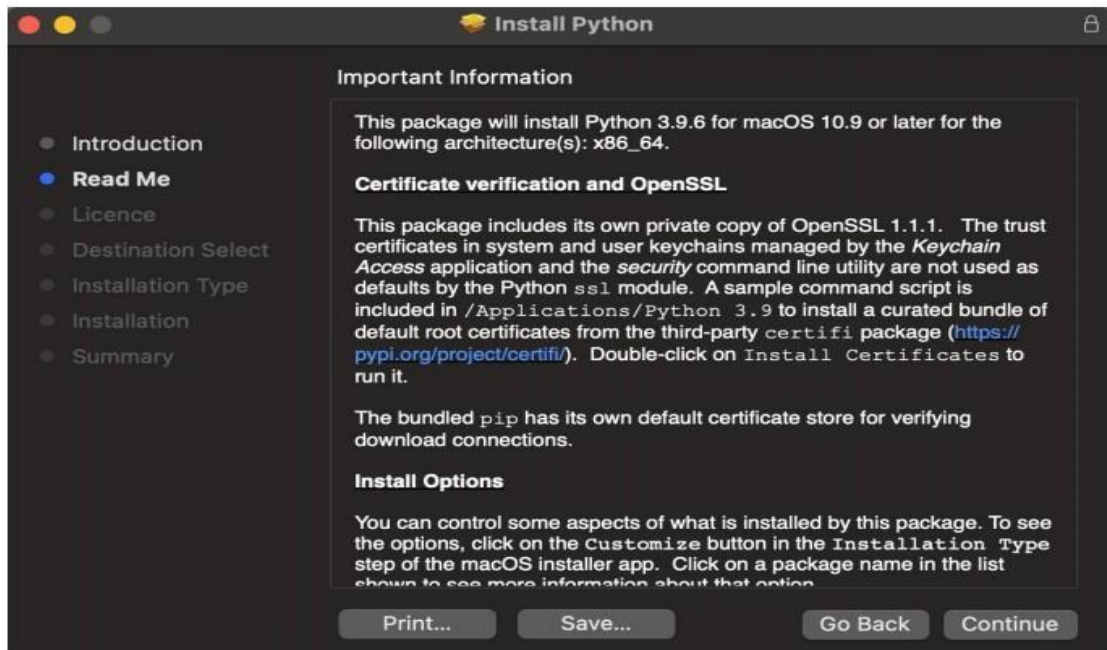 Install Python
Important Information
Introduction
Read Me
Licence
Destination Select
Installation Type
Installation
Summary
This package will install Python 3.9.6 for macOS 10.9 or later for the
following architecture(s): x86_64.
Certificate verification and OpenSSL
This package includes its own private copy of OpenSSL 1.1.1. The trust
certificates in system and user keychains managed by the Keychain
Access application and the security command line utility are not used as
defaults by the Python ssl module. A sample command script is
included in /Applications/Python 3.9 to install a curated bundle of
default root certificates from the third-party certifi package (https://
pypi.org/project/certifi/). Double-click on Install Certificates to
run it.
The bundled pip has its own default certificate store for verifying
download connections.
Install Options
You can control some aspects of what is installed by this package. To see
the options, click on the Customize button in the Installation Type
step of the macOS installer app. Click on a package name in the list
shown to see more information about that option
Print...
Save...
Go Back
Continue